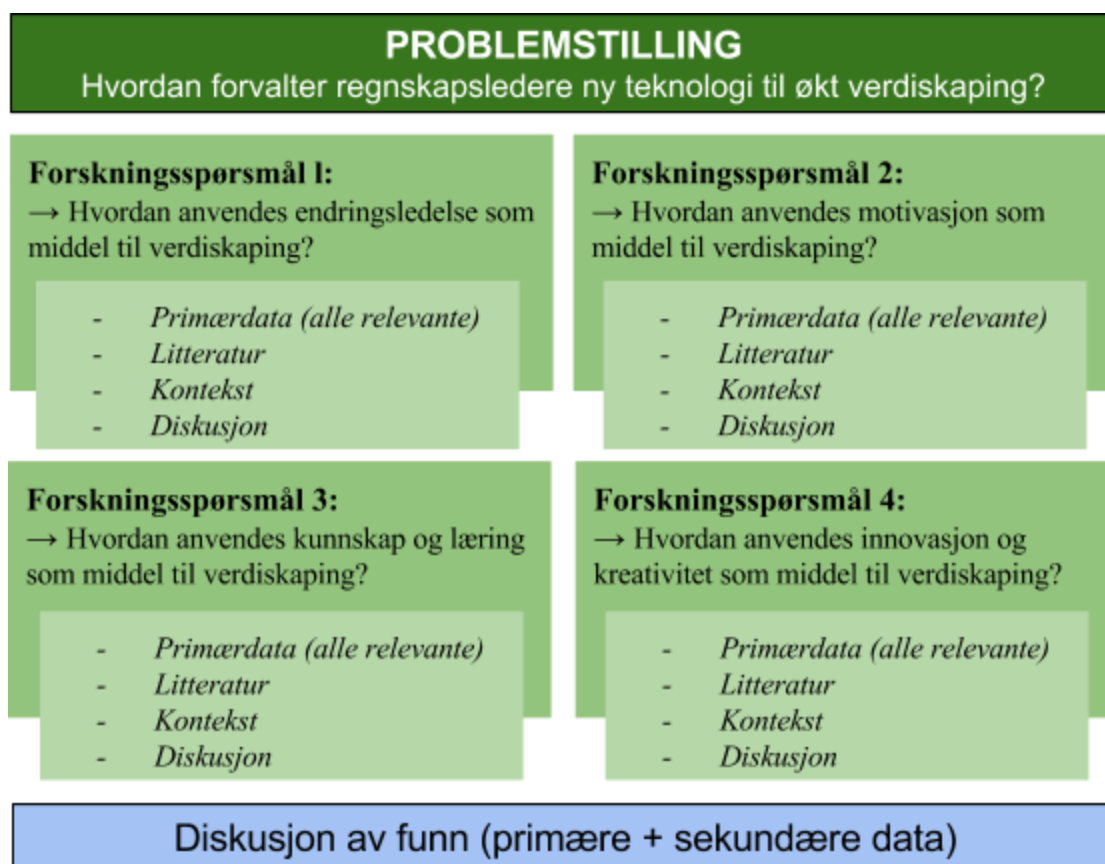 PROBLEMSTILLING
Hvordan forvalter regnskapsledere ny teknologi til økt verdiskaping?
Forskningsspørsmål l:
→ Hvordan anvendes endringsledelse som
middel til verdiskaping?
- Primærdata (alle relevante)
- Litteratur
- Kontekst
- Diskusjon
Forskningsspørsmål 2:
→ Hvordan anvendes motivasjon som
middel til verdiskaping?
- Primærdata (alle relevante)
- Litteratur
- Kontekst
- Diskusjon
Forskningsspørsmål 3:
→ Hvordan anvendes kunnskap og læring
som middel til verdiskaping?
- Primærdata (alle relevante)
- Litteratur
- Kontekst
- Diskusjon
Forskningsspørsmål 4:
→ Hvordan anvendes innovasjon og
kreativitet som middel til verdiskaping?
- Primærdata (alle relevante)
- Litteratur
- Kontekst
- Diskusjon
Diskusjon av funn (primære + sekundære data)